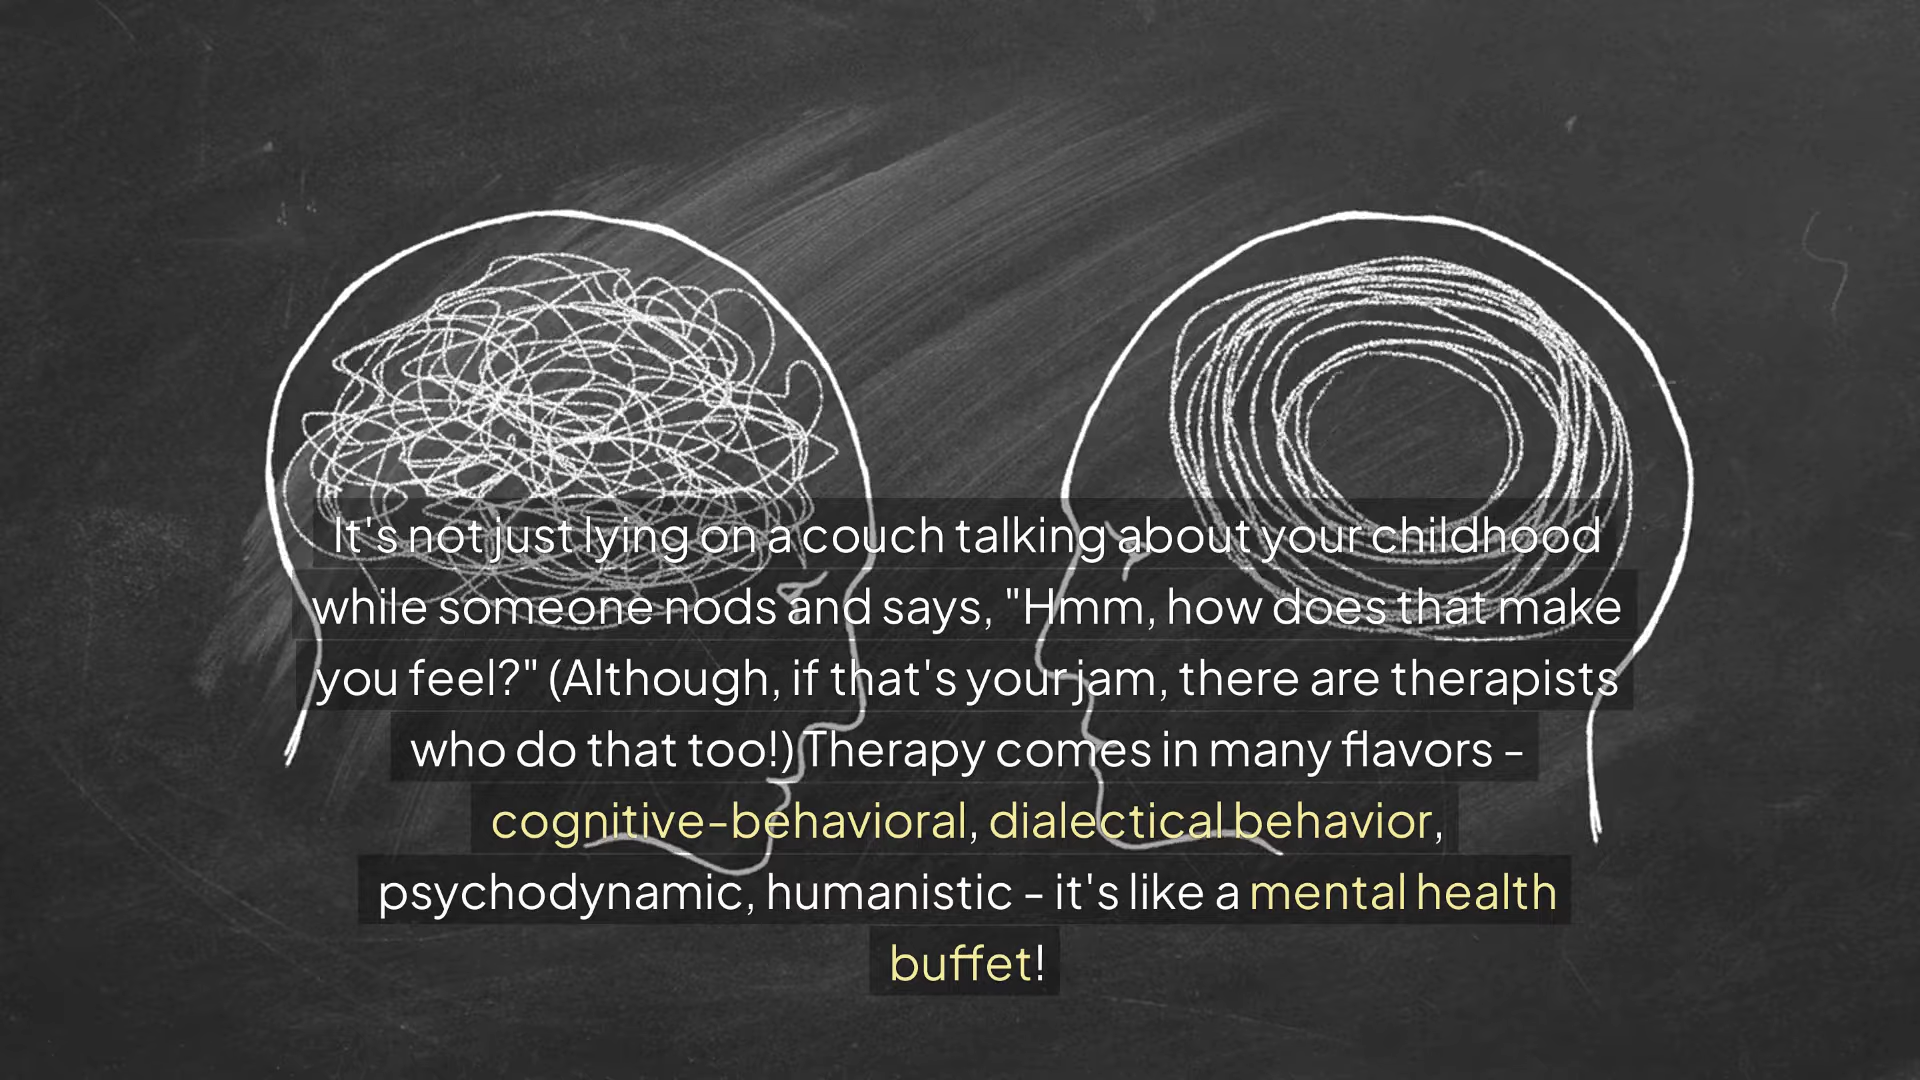 It's not just lying on a couch talking about your childhood
while someone nods and says, "Hmm, how does that make
you feel?" (Although, if that's your jam, there are therapists
who do that too!) Therapy comes in many flavors –
cognitive-behavioral, dialectical behavior,
psychodynamic, humanistic – it's like a mental health
buffet!